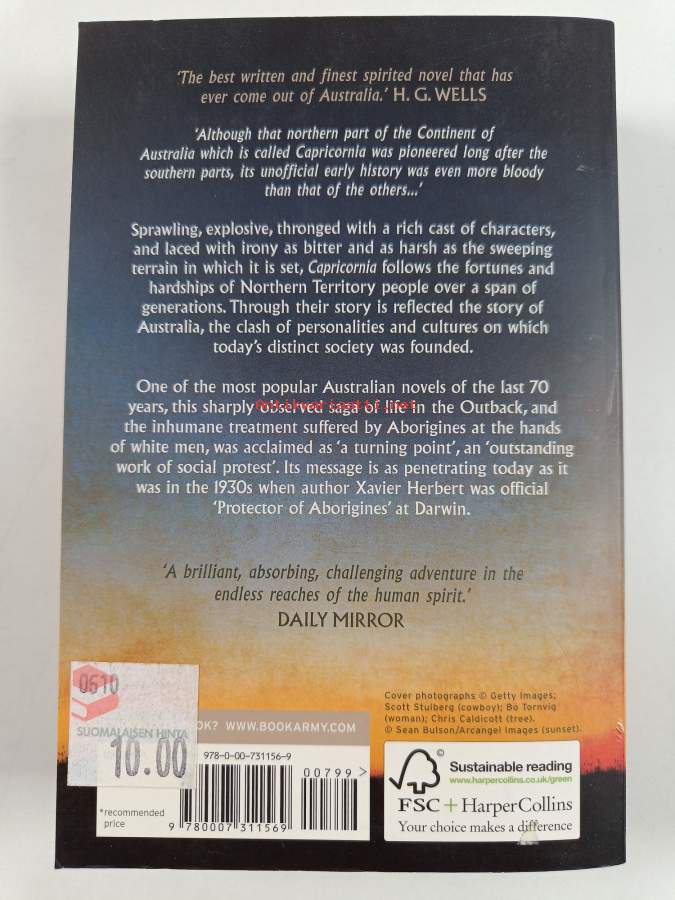 ‘The best written and finest spirited novel that has
ever come out of Australia.’ H. G. WELLS
‘Although that northern part of the Continent of
Australia which is called Capricornia was pioneered long after the
southern parts, its unofficial early history was even more bloody
than that of the others...’
Sprawling, explosive, thronged with a rich cast of characters,
and laced with irony as bitter and as harsh as the sweeping
terrain in which it is set, Capricornia follows the fortunes and
hardships of Northern Territory people over a span of
generations. Through their story is reflected the story of
Australia, the clash of personalities and cultures on which
today’s distinct society was founded.
One of the most popular Australian novels of the last 70
years, this sharply observed saga of life in the Outback, and
Antikvariaatti.net
the inhumane treatment suffered by Aborigines at the hands
of white men, was acclaimed as ‘a turning point’, an ‘outstanding
work of social protest’. Its message is as penetrating today as it
was in the 1930s when author Xavier Herbert was official
‘Protector of Aborigines’ at Darwin.
‘A brilliant, absorbing, challenging adventure in the
endless reaches of the human spirit.’
DAILY MIRROR
0510
SUOMALAISEN HINTA
10.00
OK? WWW.BOOKARMY.COM
978-0-00-731156-9
00799 >
*recommended
price
9 780007 311569
Cover photographs © Getty Images;
Scott Stulberg (cowboy); Bo Tornvig
(woman); Chris Caldicott (tree).
© Sean Bulson/Arcangel Images (sunset).
©
Sustainable reading
www.harpercollins.co.uk/green
FSC + HarperCollins
Your choice makes a difference